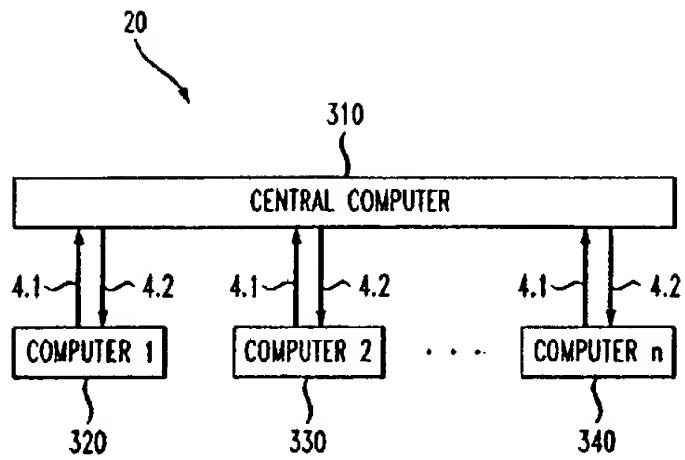 20
310
CENTRAL COMPUTER
4.1 4.2 4.1 4.2 4.1 4.2
COMPUTER 1 COMPUTER 2 . . . COMPUTER n
320 330 340